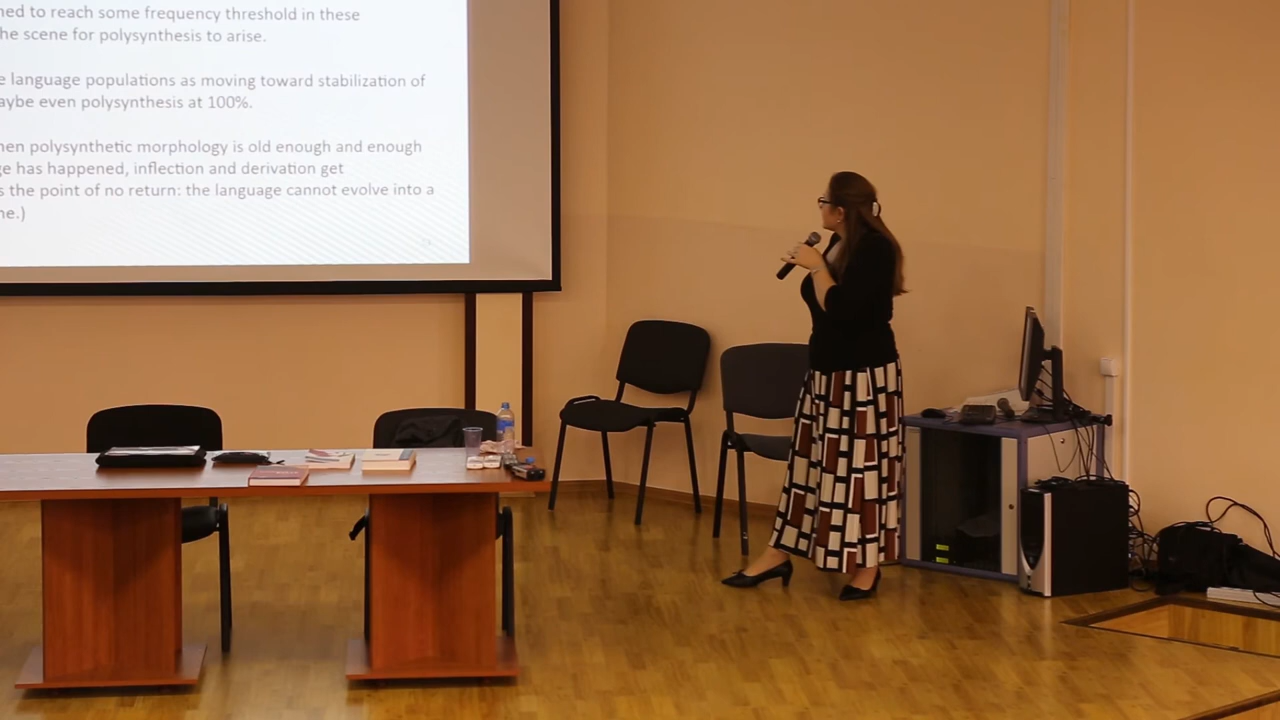 ned to reach some frequency threshold in these
he scene for polysynthesis to arise.
e language populations as moving toward stabilization of
aybe even polysynthesis at 100%.
hen polysynthetic morphology is old enough and enough
ge has happened, inflection and derivation get
s the point of no return: the language cannot evolve into a
ne.)